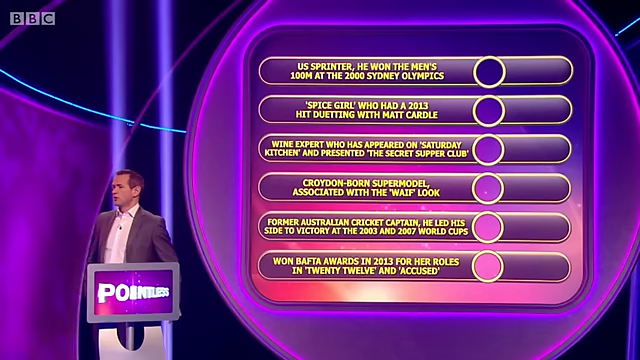 BBC
US SPRINTER, HE WON THE MEN'S
100M AT THE 2000 SYDNEY OLYMPICS
'SPICE GIRL' WHO HAD A 2013
HIT DUETTING WITH MATT CARDLE
WINE EXPERT WHO HAS APPEARED ON 'SATURDAY
KITCHEN' AND PRESENTED 'THE SECRET SUPPER CLUB'
CROYDON-BORN SUPERMODEL,
ASSOCIATED WITH THE 'WAIF' LOOK
FORMER AUSTRALIAN CRICKET CAPTAIN, HE LED HIS
SIDE TO VICTORY AT THE 2003 AND 2007 WORLD CUPS
WON BAFTA AWARDS IN 2013 FOR HER ROLES
IN 'TWENTY TWELVE' AND 'ACCUSED'
POINTLESS